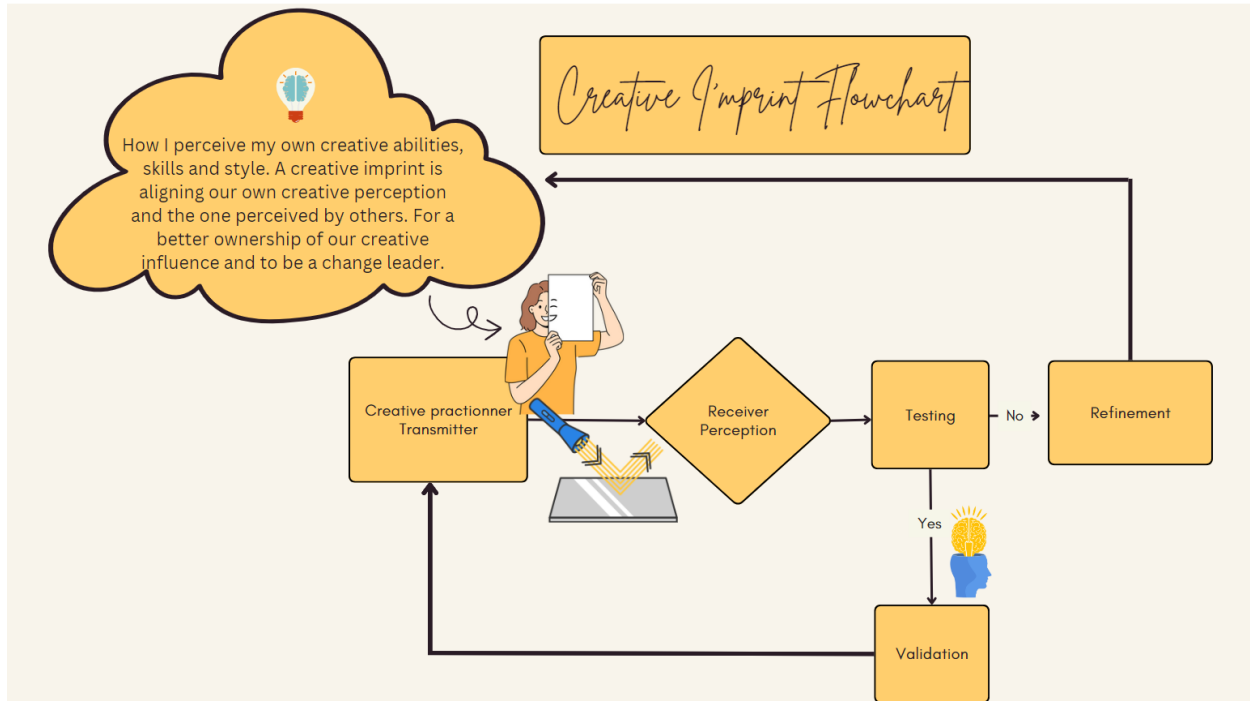 Creative I'mprint Flowchart
How I perceive my own creative abilities,
skills and style. A creative imprint is
aligning our own creative perception
and the one perceived by others. For a
better ownership of our creative
influence and to be a change leader.
Creative practionner
Transmitter
Receiver
Perception
Testing
No
Refinement
Yes
Validation